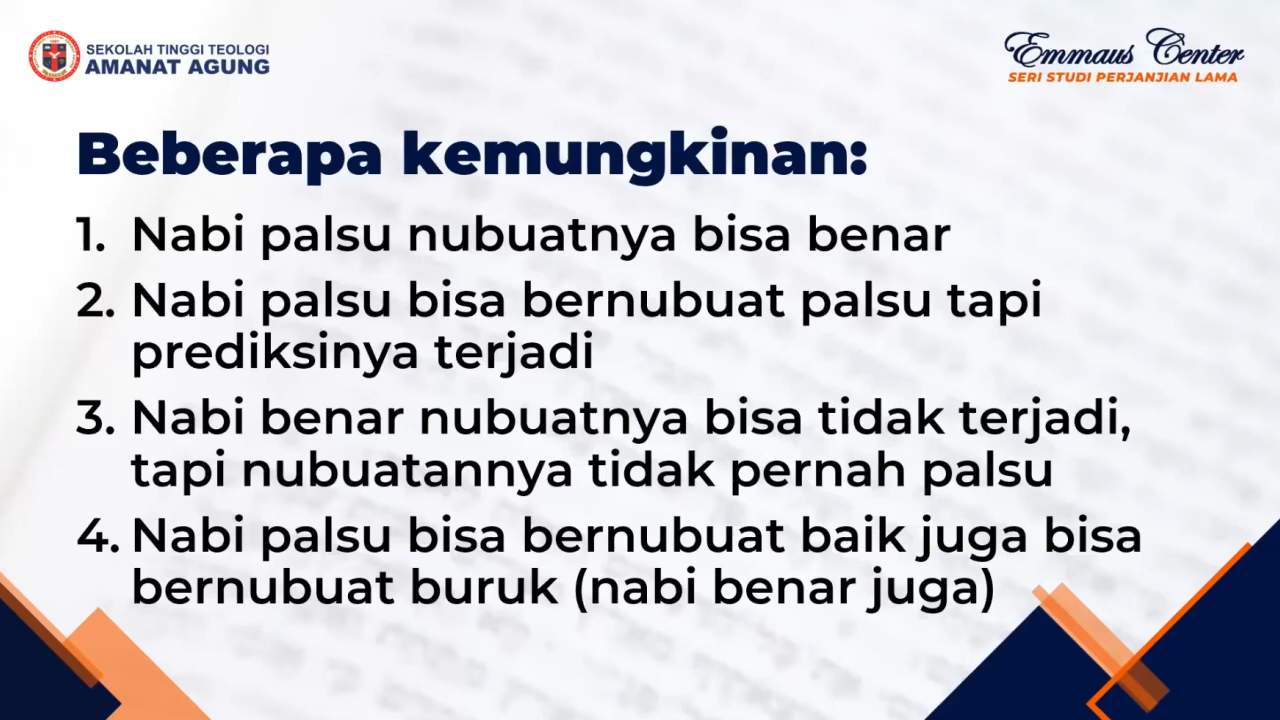 SEKOLAH TINGGI TEOLOGI
AMANAT AGUNG
Emmaus Center
SERI STUDI PERJANJIAN LAMA
Beberapa kemungkinan:
1. Nabi palsu nubuatnya bisa benar
2. Nabi palsu bisa bernubuat palsu tapi
prediksinya terjadi
3. Nabi benar nubuatnya bisa tidak terjadi,
tapi nubuatannya tidak pernah palsu
4. Nabi palsu bisa bernubuat baik juga bisa
bernubuat buruk (nabi benar juga)